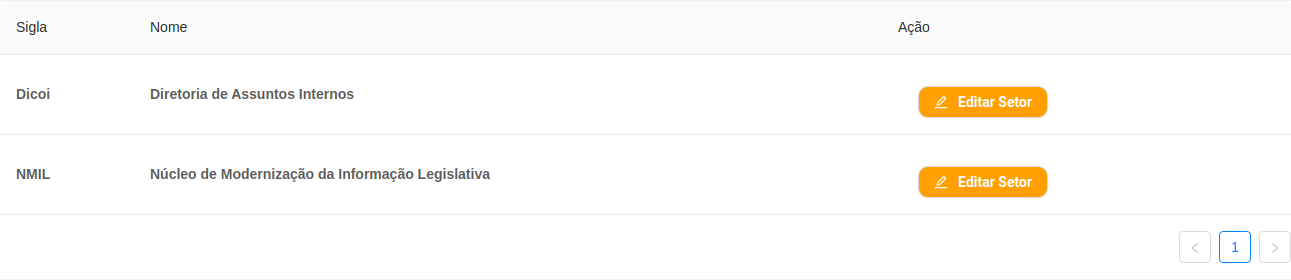 Sigla Nome Ação
Dicoi Diretoria de Assuntos Internos Editar Setor
NMIL Núcleo de Modernização da Informação Legislativa Editar Setor
1